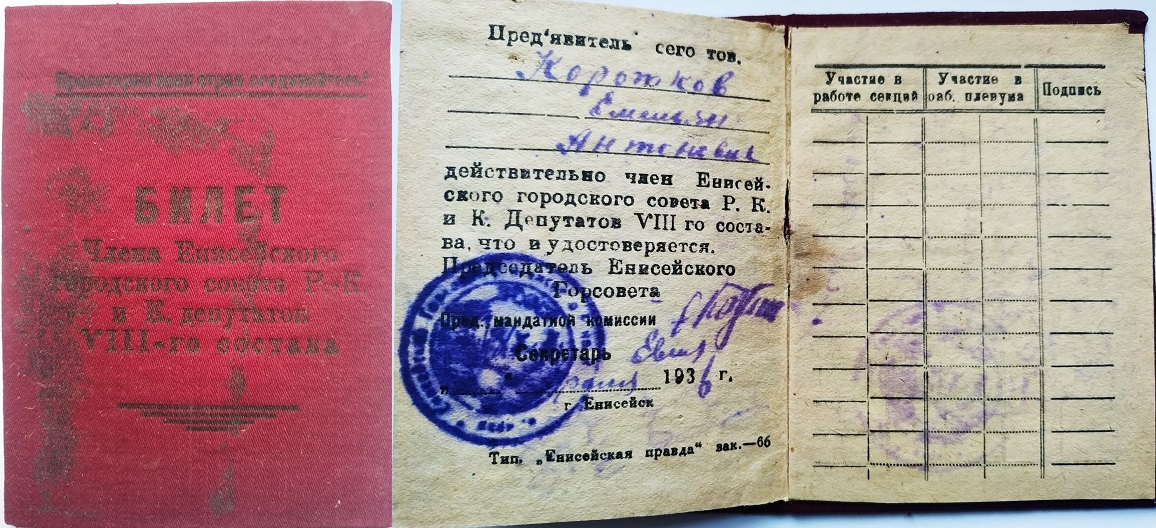 Пролетарии всех стран, соединяйтесь!
БИЛЕТ
Члена Енисейского
Городского совета Р.-К.
и К. депутатов
VIII-го состава
Пред'явитель сего тов.
Коротков
Емельян
Антонович
действительно член Енисей-
ского городского совета Р. К.
и К. Депутатов VIII го соста-
ва, что и удостоверяется.
Председатель Енисейского
Горсовета
Пред. мандатной комиссии
Секретарь
1936 г.
г. Енисейск
Тип. „Енисейская правда" зак.—66
Участие в
работе секций
Участие в
раб. пленума
Подпись